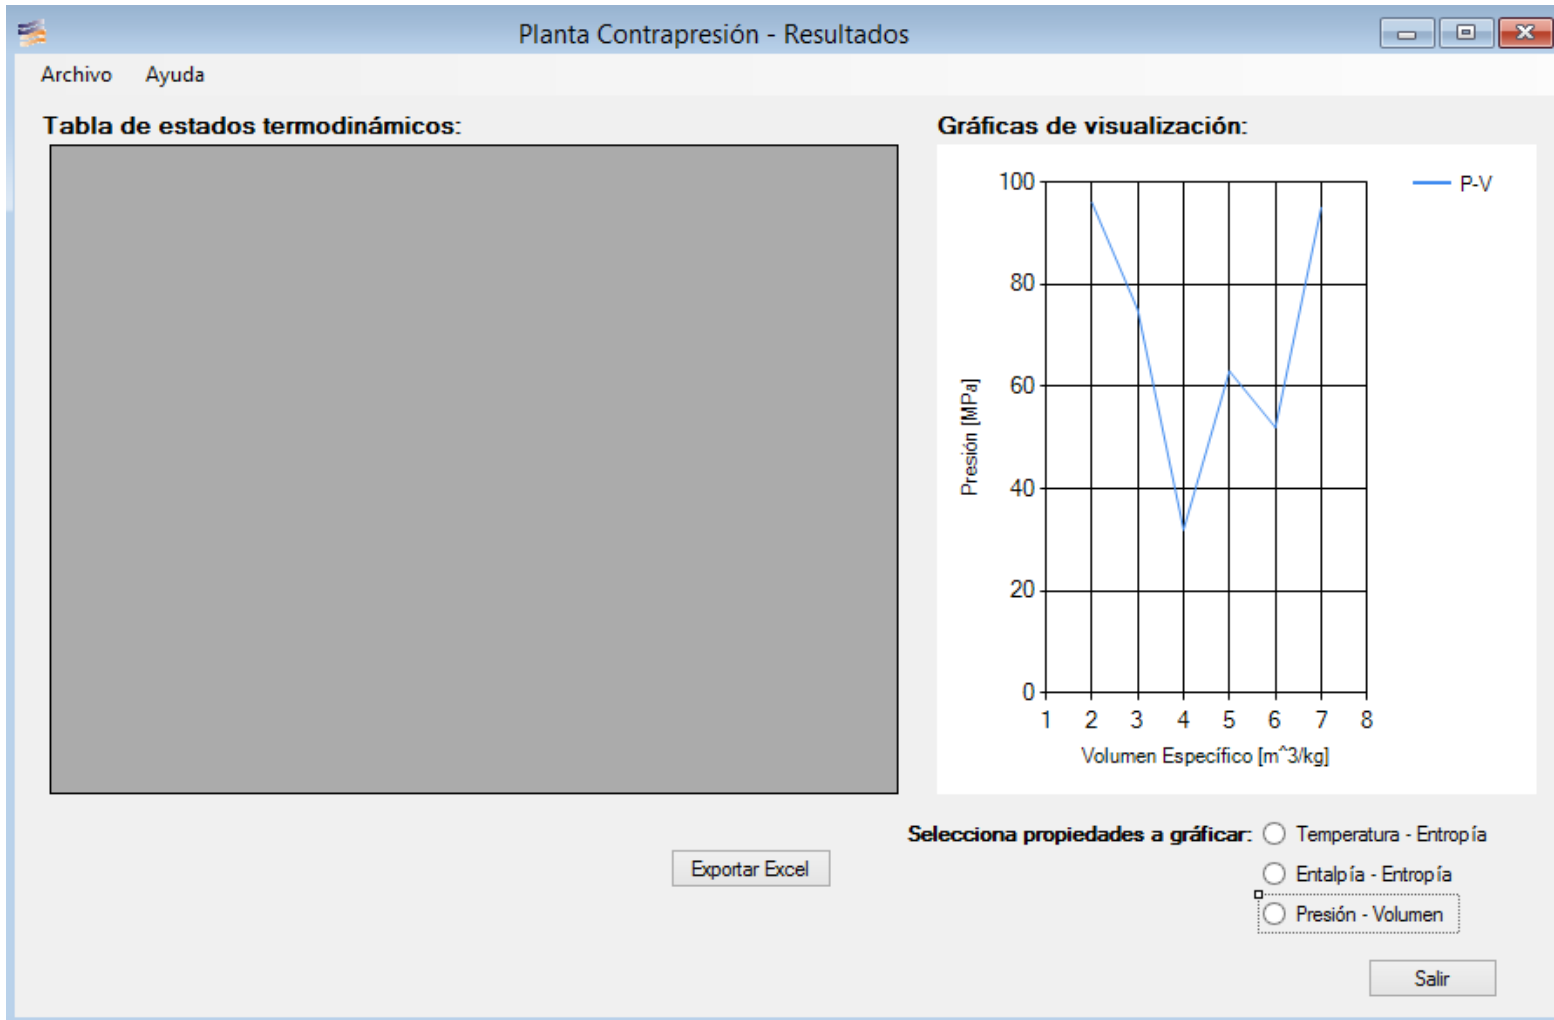 Planta Contrapresión - Resultados
Archivo Ayuda
Tabla de estados termodinámicos:
Gráficas de visualización:
100
80
60
40
20
0
Presión [MPa]
1 2 3 4 5 6 7 8
Volumen Específico [m^3/kg]
P-V
Selecciona propiedades a gráficar:
Temperatura - Entropía
Entalpía - Entropía
Presión - Volumen
Exportar Excel
Salir